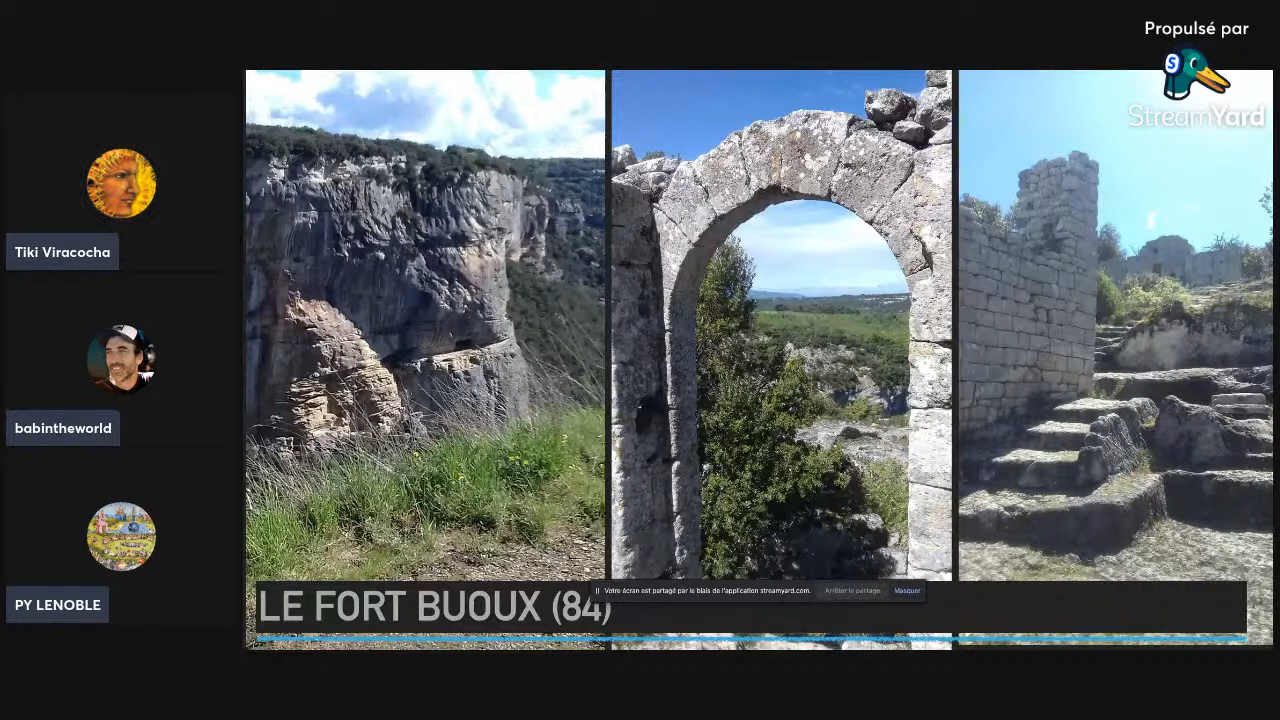 Propulsé par
StreamYard
Tiki Viracocha
babintheworld
PY LENOBLE
LE FORT BUOUX (84)
Votre écran est partagé par le biais de l'application streamyard.com.
Arrêter le partage
Masquer